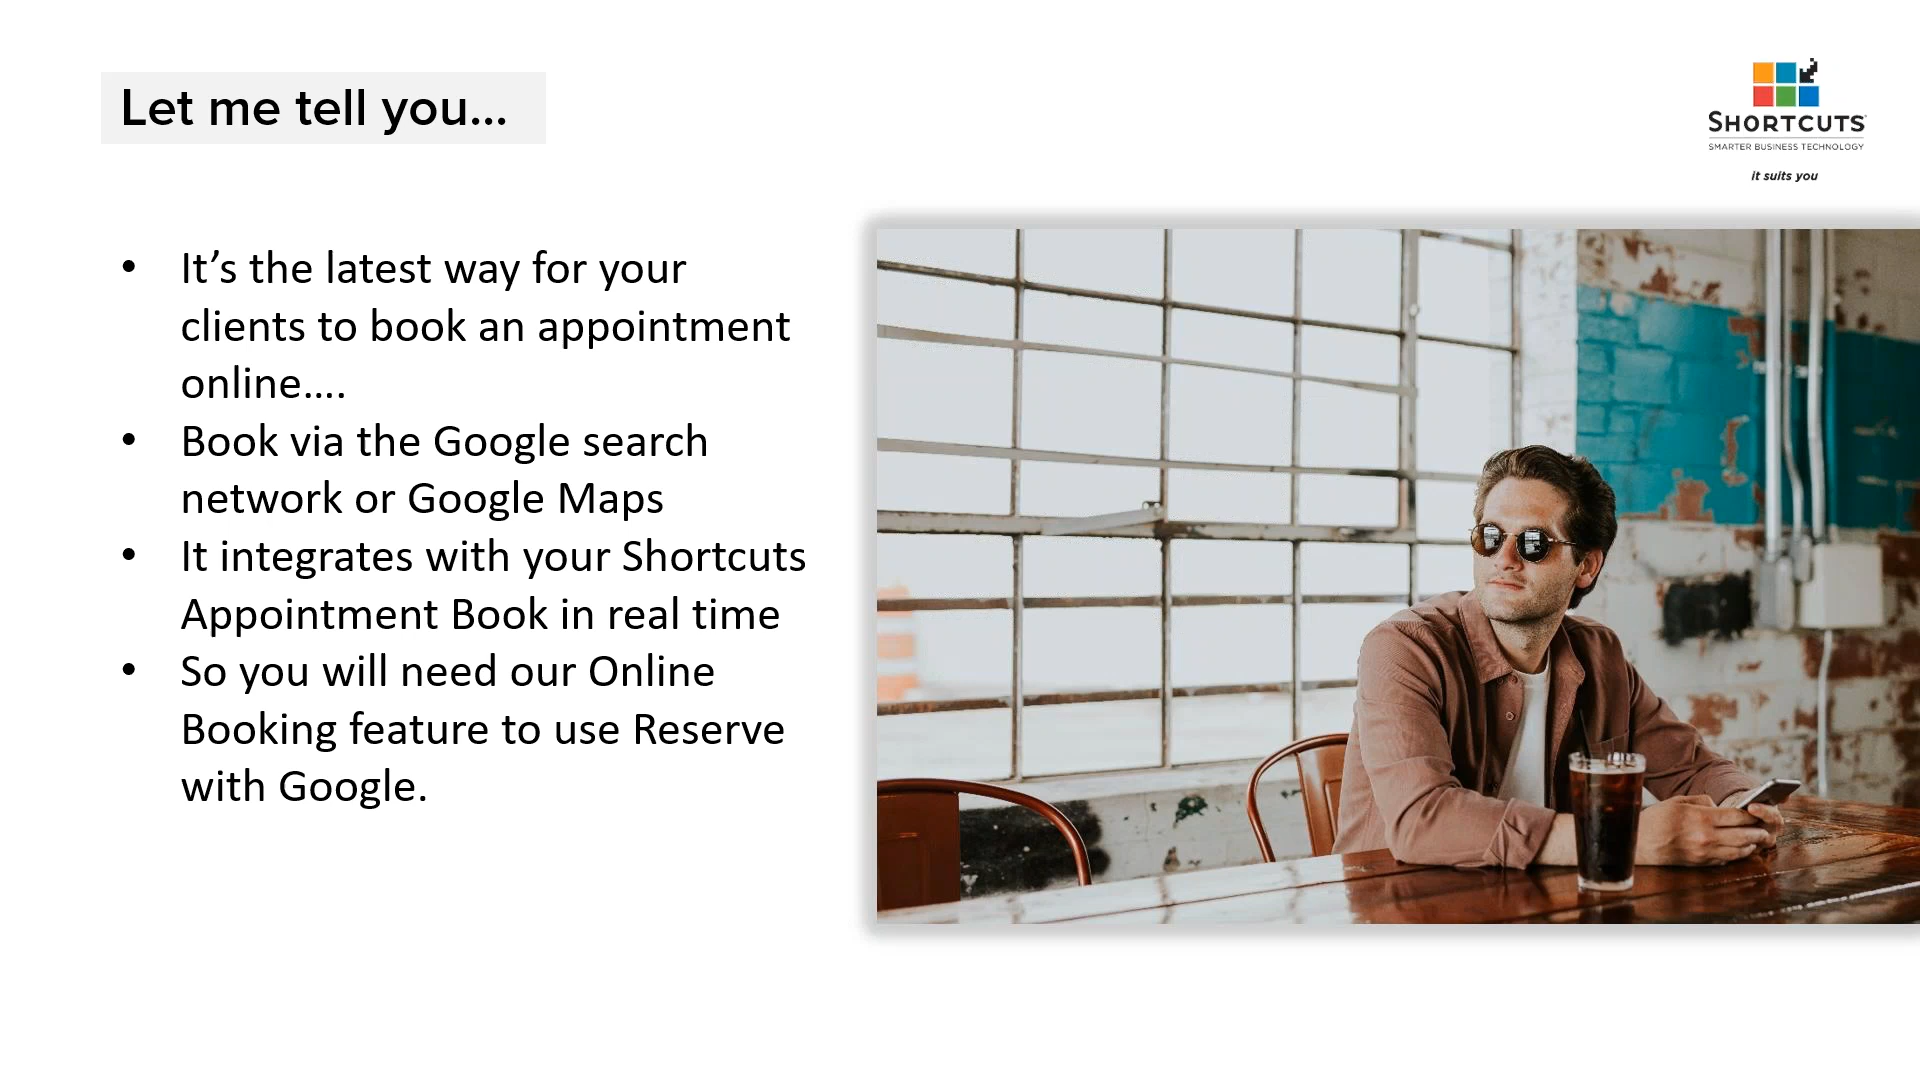 Let me tell you...
SHORTCUTS
SMARTER BUSINESS TECHNOLOGY
it suits you
• It’s the latest way for your
clients to book an appointment
online....
• Book via the Google search
network or Google Maps
• It integrates with your Shortcuts
Appointment Book in real time
• So you will need our Online
Booking feature to use Reserve
with Google.